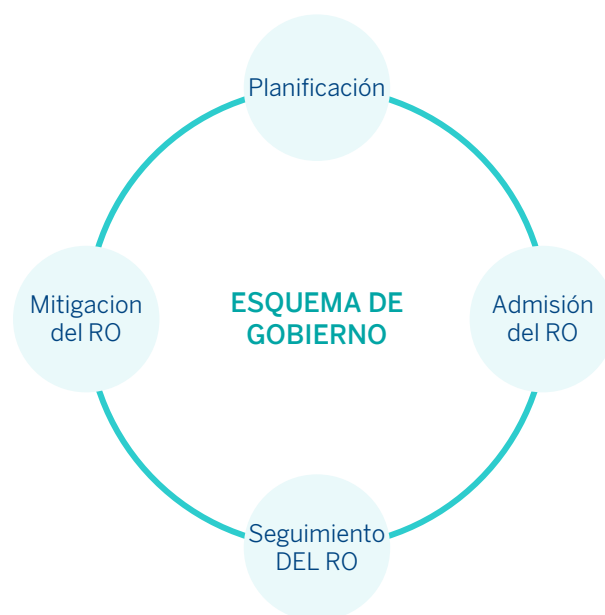 Planificación
Mitigacion
del RO
ESQUEMA DE
GOBIERNO
Admisión
del RO
Seguimiento
DEL RO